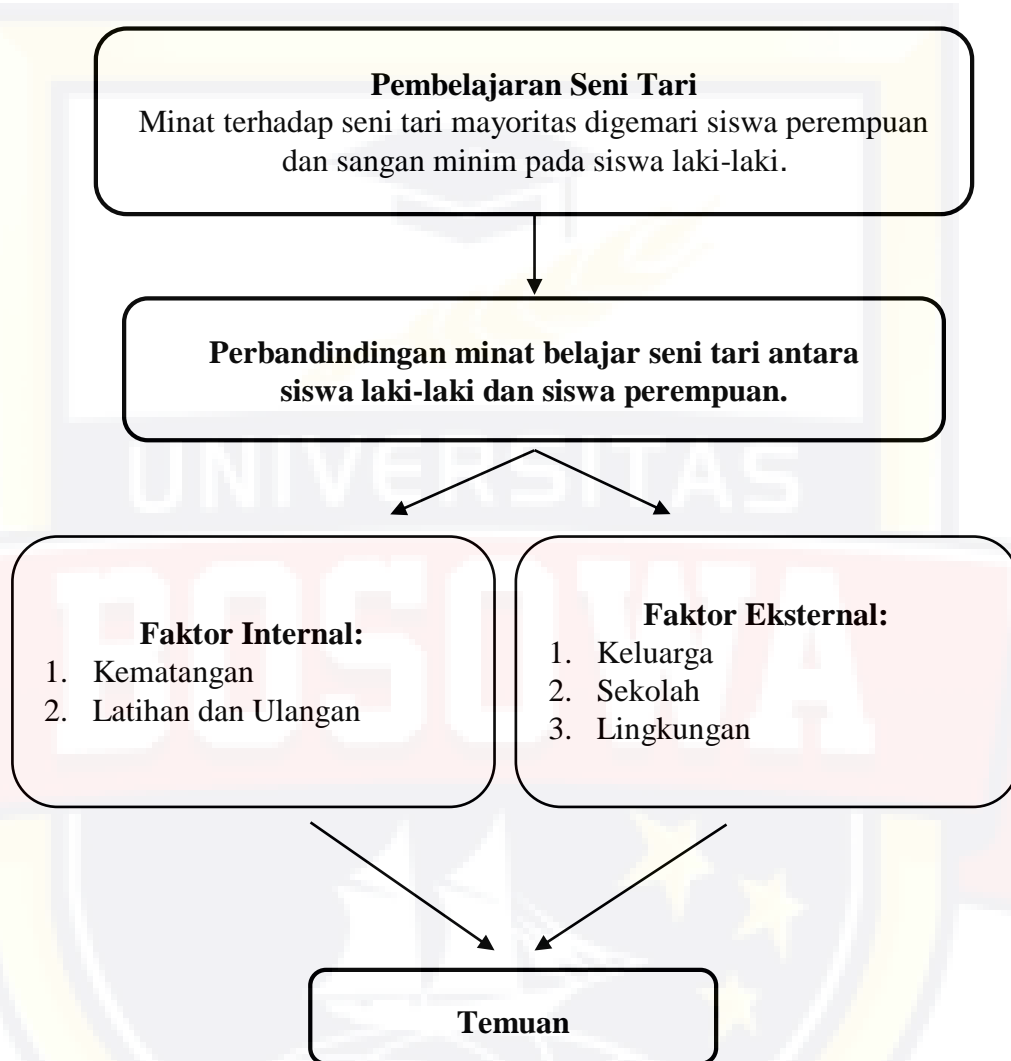 Pembelajaran Seni Tari
Minat terhadap seni tari mayoritas digemari siswa perempuan
dan sangan minim pada siswa laki-laki.
Perbandindingan minat belajar seni tari antara
siswa laki-laki dan siswa perempuan.
UNIVERSITAS
BOSOWA
Faktor Internal:
1. Kematangan
2. Latihan dan Ulangan
Faktor Eksternal:
1. Keluarga
2. Sekolah
3. Lingkungan
Temuan